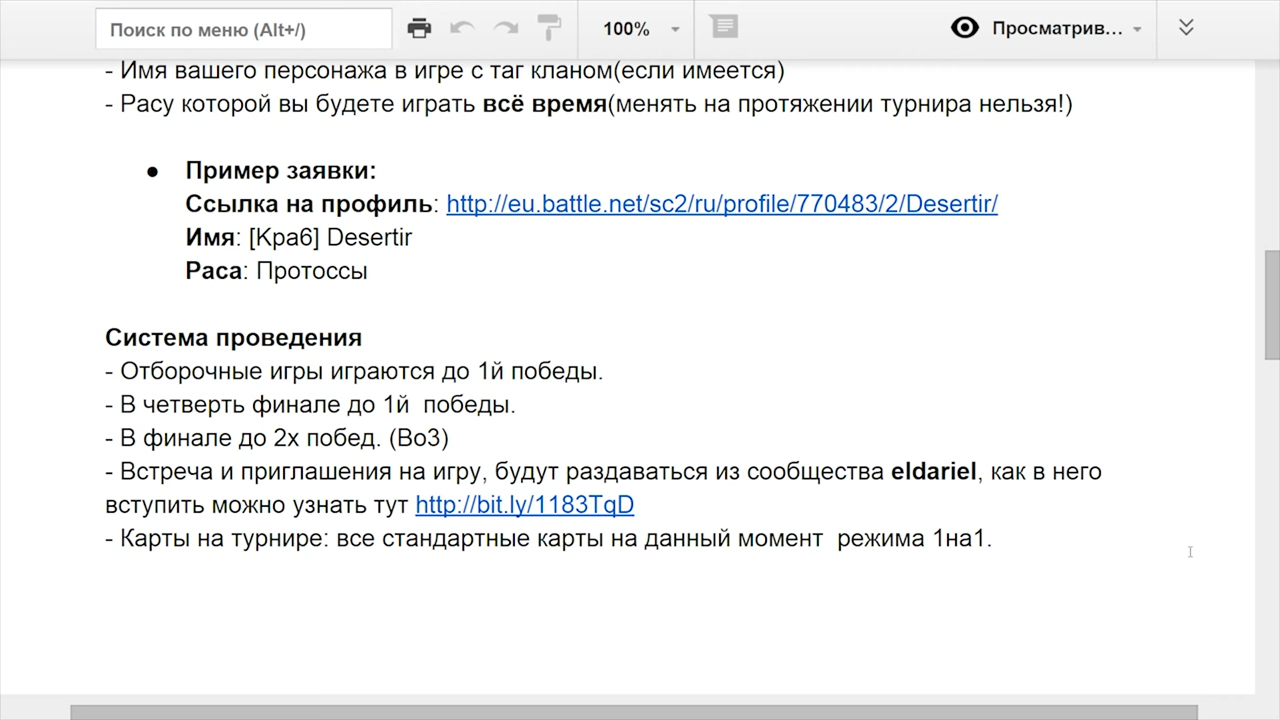 Поиск по меню (Alt+/)
100%
Просматрив...
- Имя вашего персонажа в игре с таг кланом(если имеется)
- Расу которой вы будете играть всё время(менять на протяжении турнира нельзя!)
● Пример заявки:
Ссылка на профиль: http://eu.battle.net/sc2/ru/profile/770483/2/Desertir/
Имя: [Кра6] Desertir
Раса: Протоссы
Система проведения
- Отборочные игры играются до 1й победы.
- В четверть финале до 1й  победы.
- В финале до 2х побед. (Bo3)
- Встреча и приглашения на игру, будут раздаваться из сообщества eldariel, как в него
вступить можно узнать тут http://bit.ly/1183TqD
- Карты на турнире: все стандартные карты на данный момент  режима 1на1.